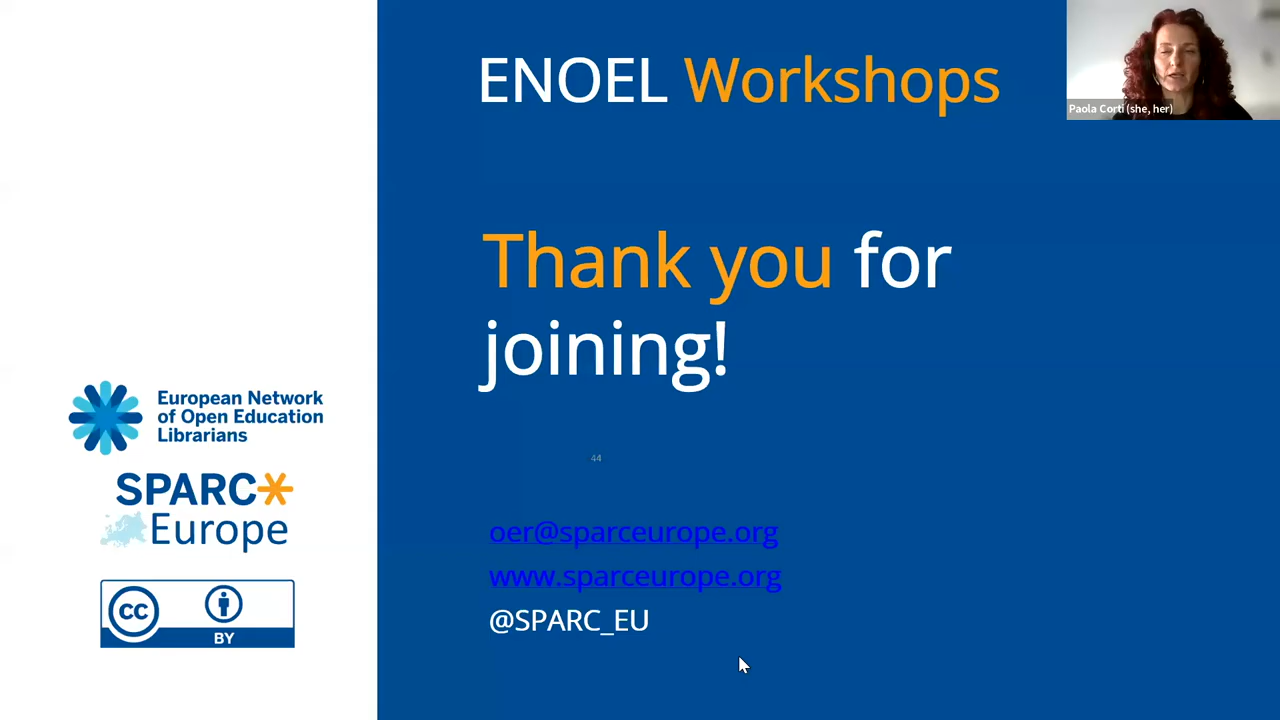 ENOEL Workshops
Paola Corti (she, her)
Thank you for
joining!
European Network
of Open Education
Librarians
44
SPARC
Europe
oer@sparceurope.org
www.sparceurope.org
@SPARC_EU
CC
BY